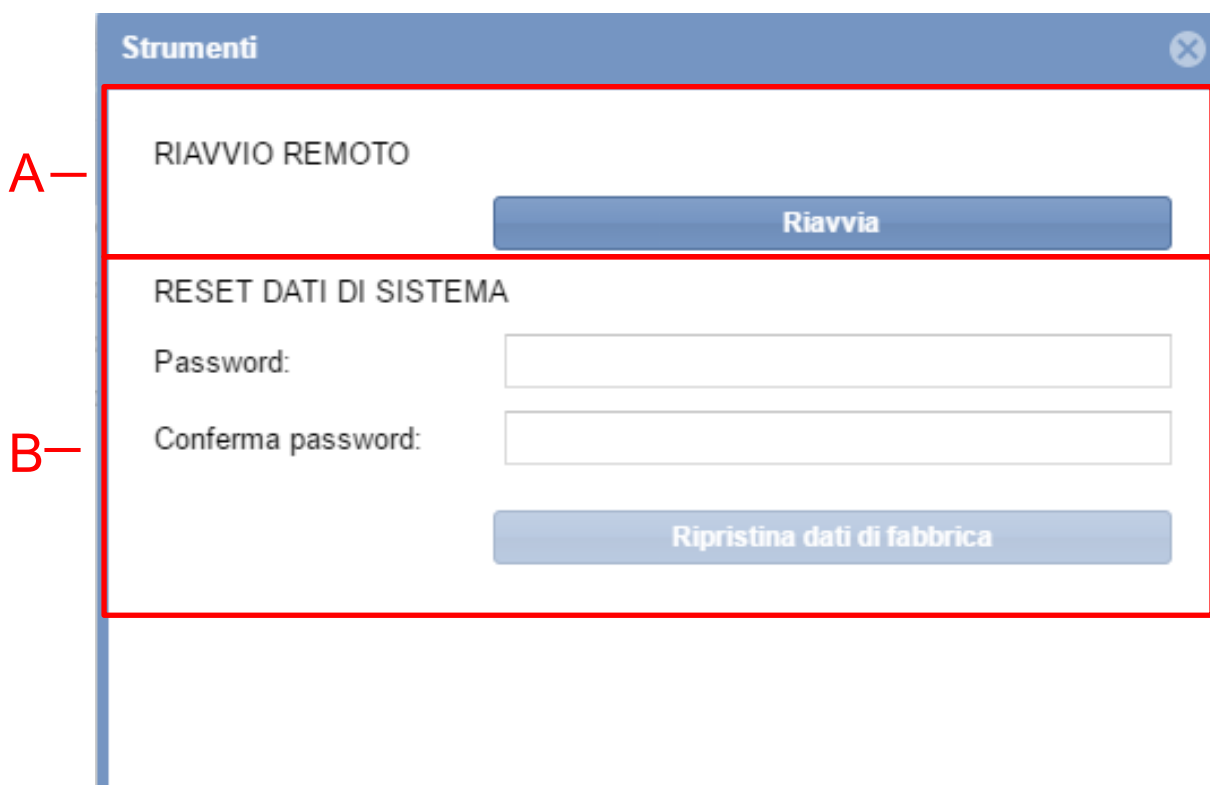 Strumenti
A
RIAVVIO REMOTO
Riavvia
RESET DATI DI SISTEMA
Password:
B
Conferma password:
Ripristina dati di fabbrica